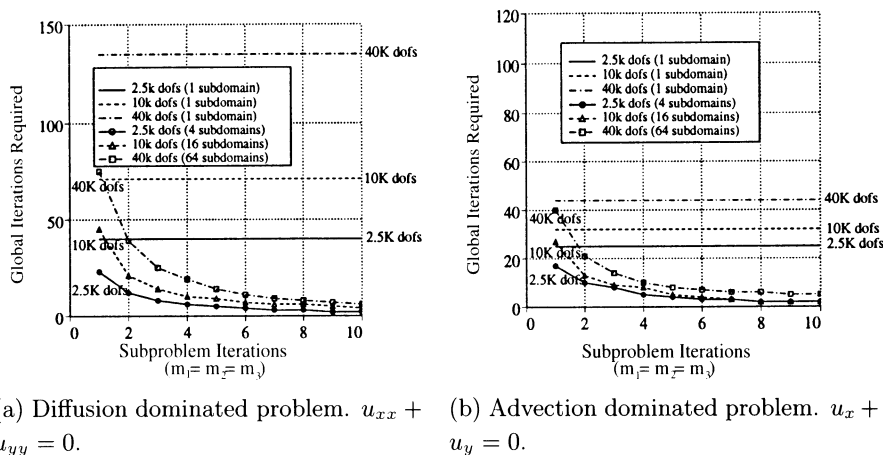 150
100
50
0
0 2 4 6 8 10
Global Iterations Required
Subproblem Iterations
(m₁= m₂= m₃)
2.5k dofs (1 subdomain)
10k dofs (1 subdomain)
40k dofs (1 subdomain)
2.5k dofs (4 subdomains)
10k dofs (16 subdomains)
40k dofs (64 subdomains)
40K dofs
10K dofs
2.5K dofs
40K dofs
10K dofs
2.5K dofs
(a) Diffusion dominated problem. uₓₓ +
u_yy = 0.
120
100
80
60
40
20
0
0 2 4 6 8 10
Global Iterations Required
Subproblem Iterations
(m₁= m₂= m₃)
2.5k dofs (1 subdomain)
10k dofs (1 subdomain)
40k dofs (1 subdomain)
2.5k dofs (4 subdomains)
10k dofs (16 subdomains)
40k dofs (64 subdomains)
40K dofs
10K dofs
2.5K dofs
40K dofs
10K dofs
2.5K dofs
(b) Advection dominated problem. uₓ +
u_y = 0.